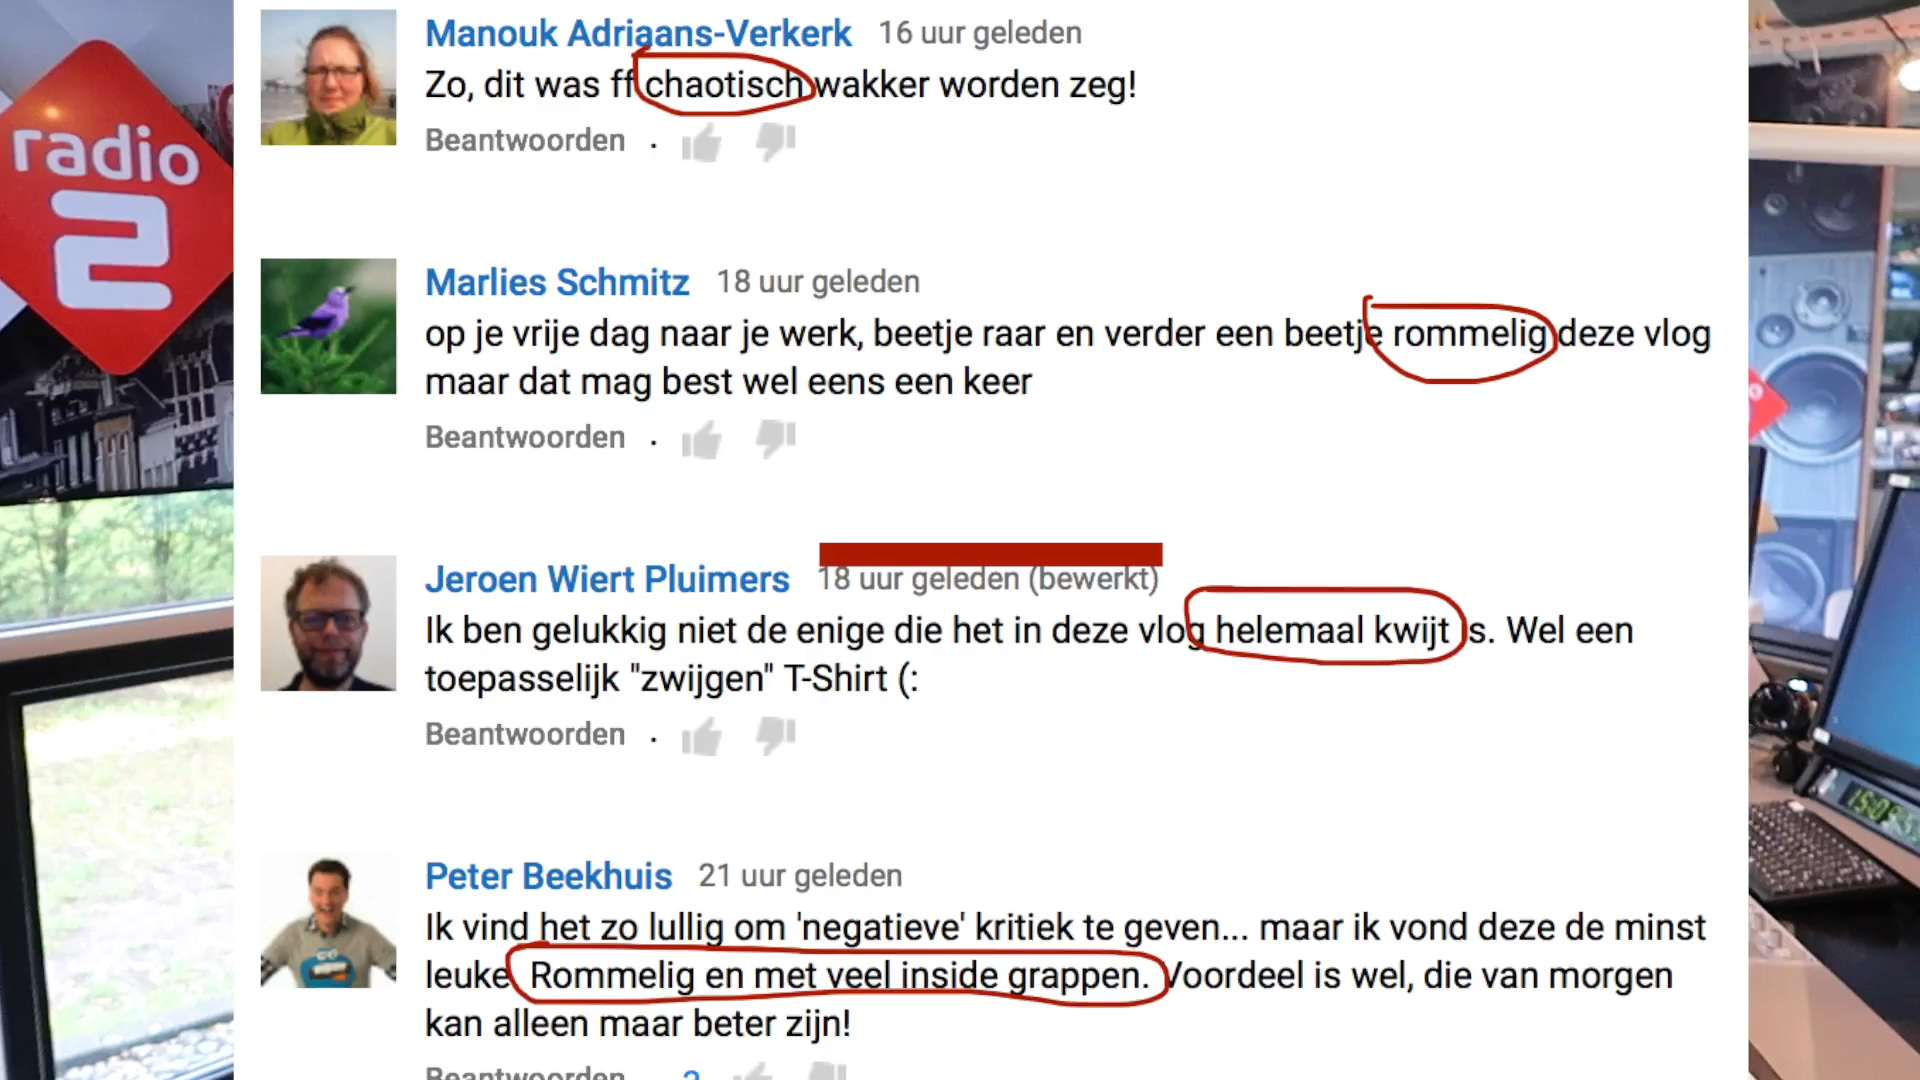 radio
2
Manouk Adriaans-Verkerk 16 uur geleden
Zo, dit was ff chaotisch wakker worden zeg!
Beantwoorden ·
Marlies Schmitz 18 uur geleden
op je vrije dag naar je werk, beetje raar en verder een beetje rommelig deze vlog
maar dat mag best wel eens een keer
Beantwoorden ·
Jeroen Wiert Pluimers 18 uur geleden (bewerkt)
Ik ben gelukkig niet de enige die het in deze vlog helemaal kwijt is. Wel een
toepasselijk "zwijgen" T-Shirt (:
Beantwoorden ·
Peter Beekhuis 21 uur geleden
Ik vind het zo lullig om 'negatieve' kritiek te geven... maar ik vond deze de minst
leuke Rommelig en met veel inside grappen. Voordeel is wel, die van morgen
kan alleen maar beter zijn!
Beantwoorden